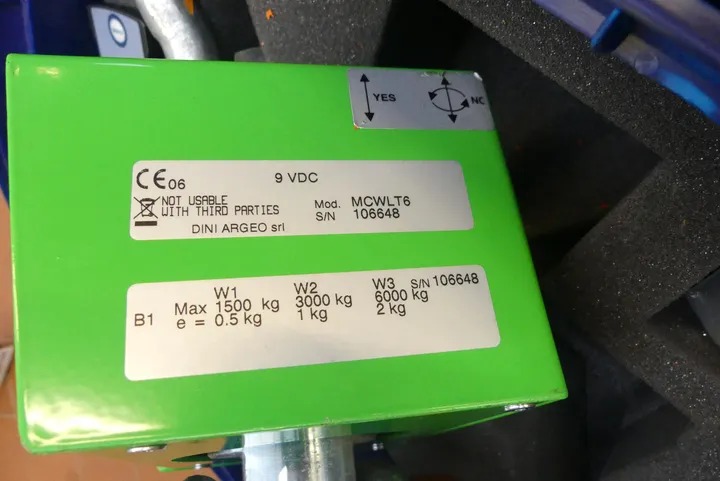 YES
NC
CE 06
9 VDC
NOT USABLE
WITH THIRD PARTIES
Mod. MCWLT6
S/N 106648
DINI ARGEO srl
W1 W2 W3 S/N 106648
B1
Max 1500 kg 3000 kg 6000 kg
e = 0.5 kg 1 kg 2 kg